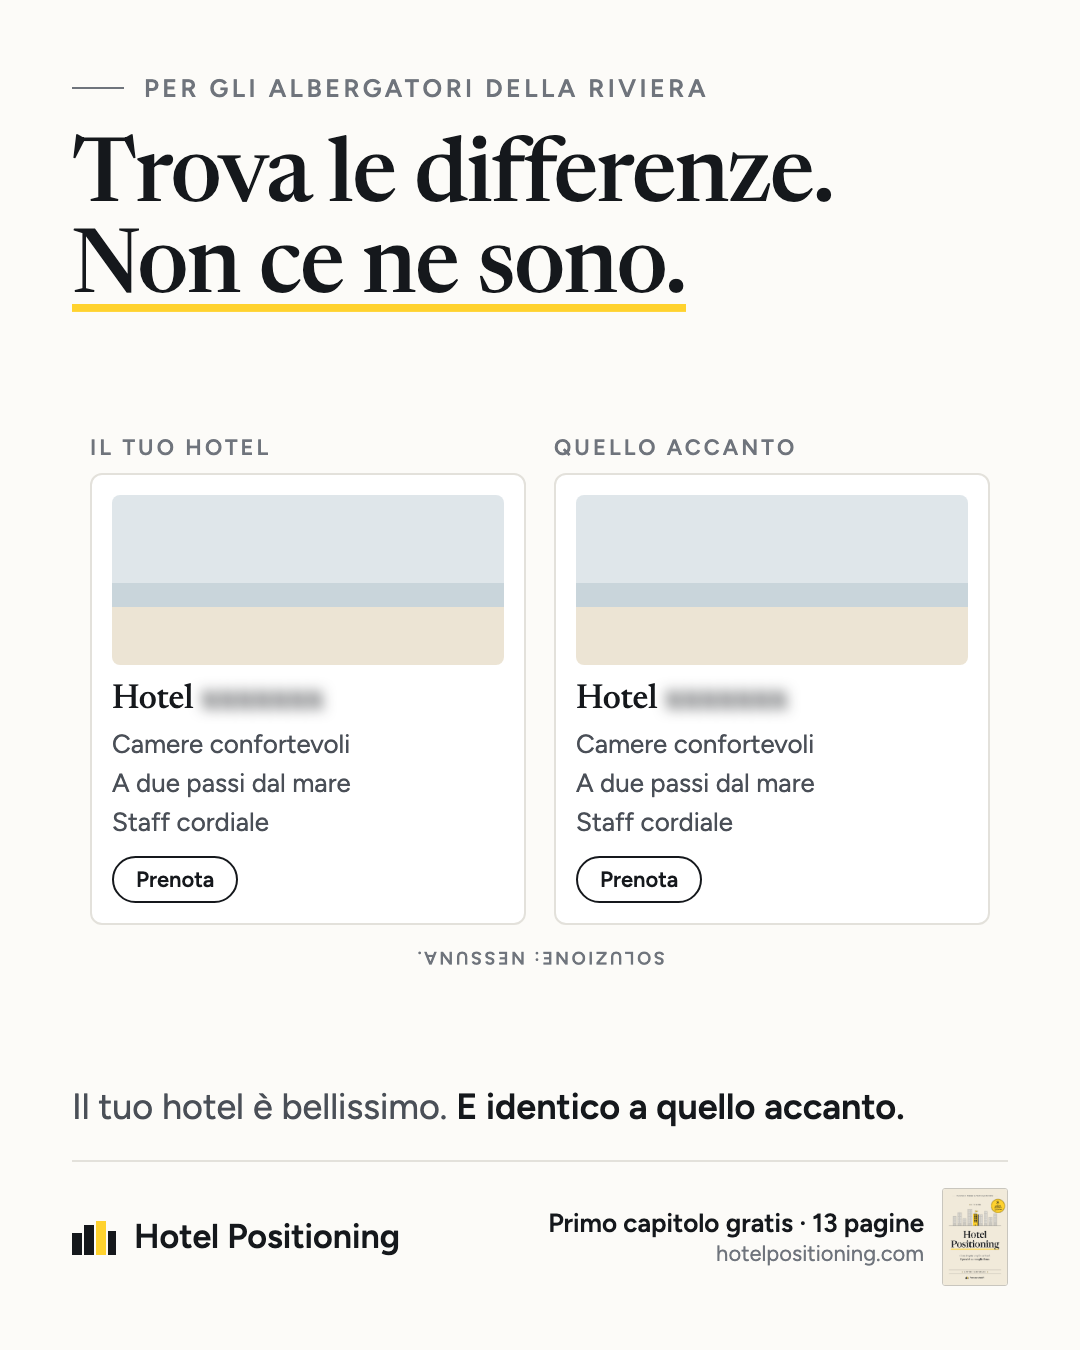 PER GLI ALBERGATORI DELLA RIVIERA
Trova le differenze.
Non ce ne sono.
IL TUO HOTEL
Hotel
Camere confortevoli
A due passi dal mare
Staff cordiale
Prenota
QUELLO ACCANTO
Hotel
Camere confortevoli
A due passi dal mare
Staff cordiale
Prenota
SOLUZIONE: NESSUNA.
Il tuo hotel è bellissimo. E identico a quello accanto.
Hotel Positioning
Primo capitolo gratis · 13 pagine
hotelpositioning.com
Hotel
Positioning